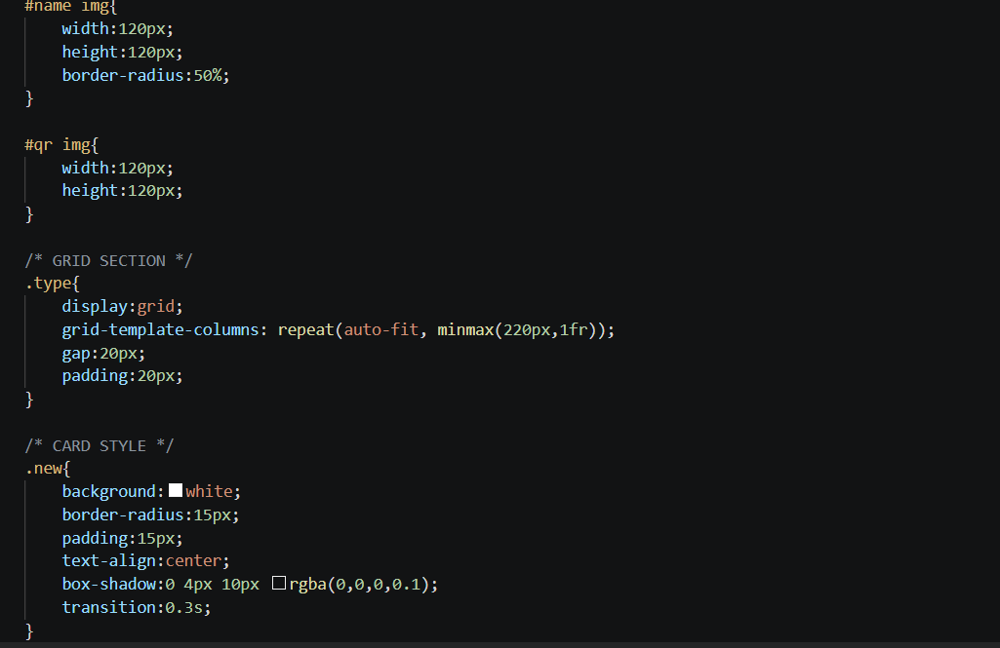 #name img{
width:120px;
height:120px;
border-radius:50%;
}
#qr img{
width:120px;
height:120px;
}
/* GRID SECTION */
.type{
display:grid;
grid-template-columns: repeat(auto-fit, minmax(220px,1fr));
gap:20px;
padding:20px;
}
/* CARD STYLE */
.new{
background:white;
border-radius:15px;
padding:15px;
text-align:center;
box-shadow:0 4px 10px rgba(0,0,0,0.1);
transition:0.3s;
}